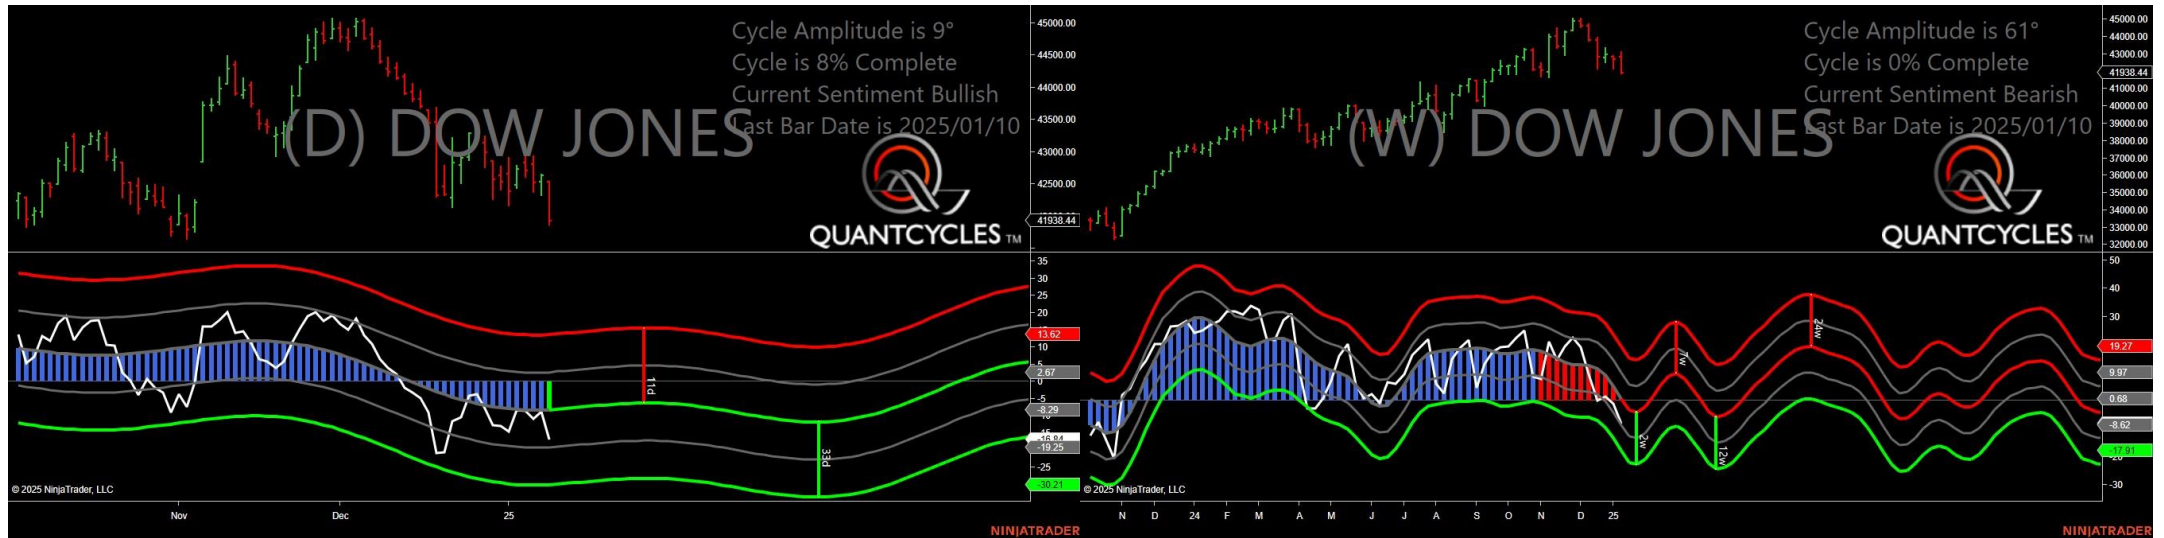 Cycle Amplitude is 9°
Cycle is 8% Complete
Current Sentiment Bullish
Last Bar Date is 2025/01/10
(D) DOW JONES
QUANTCYCLES TM
45000.00
44500.00
44000.00
43500.00
43000.00
42500.00
41938.44
35
30
25
20
13.62
10
5
2.67
0
-5
-8.29
-16.84
-19.25
-25
-30.21
11d
33d
© 2025 NinjaTrader, LLC
Nov
Dec
25
NINJATRADER
Cycle Amplitude is 61°
Cycle is 0% Complete
Current Sentiment Bearish
Last Bar Date is 2025/01/10
(W) DOW JONES
QUANTCYCLES TM
45000.00
44000.00
43000.00
41938.44
41000.00
40000.00
39000.00
38000.00
37000.00
36000.00
35000.00
34000.00
33000.00
32000.00
50
40
30
19.27
9.97
0.68
-8.62
-17.91
-20
-30
2w
7w
12w
24w
© 2025 NinjaTrader, LLC
N D 24 F M A M J J A S O N D 25
NINJATRADER